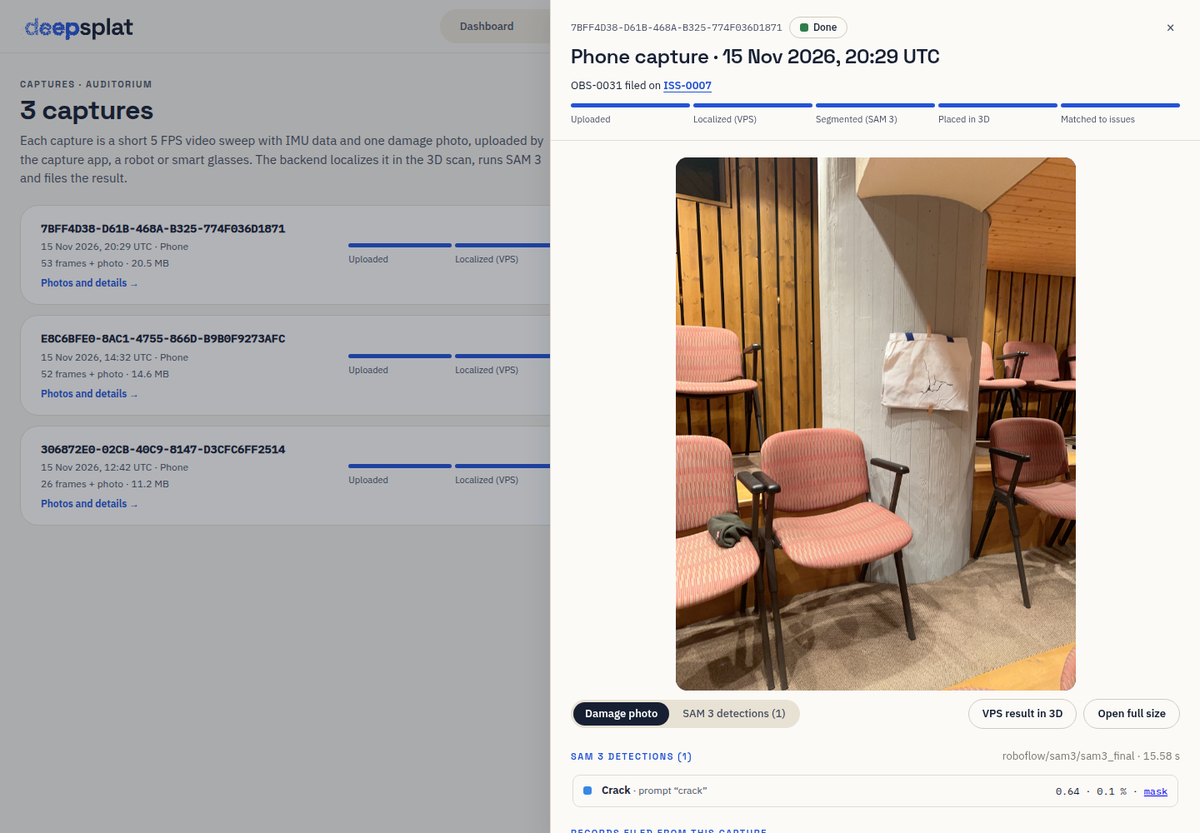 deepsplat
Dashboard
CAPTURES · AUDITORIUM
3 captures
Each capture is a short 5 FPS video sweep with IMU data and one damage photo, uploaded by
the capture app, a robot or smart glasses. The backend localizes it in the 3D scan, runs SAM 3
and files the result.
7BFF4D38-D61B-468A-B325-774F036D1871
15 Nov 2026, 20:29 UTC · Phone
53 frames + photo · 20.5 MB
Photos and details →
Uploaded
Localized (VPS)
E8C6BFE0-8AC1-4755-866D-B9B0F9273AFC
15 Nov 2026, 14:32 UTC · Phone
52 frames + photo · 14.6 MB
Photos and details →
Uploaded
Localized (VPS)
306872E0-02CB-40C9-8147-D3CFC6FF2514
15 Nov 2026, 12:42 UTC · Phone
26 frames + photo · 11.2 MB
Photos and details →
Uploaded
Localized (VPS)
7BFF4D38-D61B-468A-B325-774F036D1871 Done ×
Phone capture · 15 Nov 2026, 20:29 UTC
OBS-0031 filed on ISS-0007
Uploaded Localized (VPS) Segmented (SAM 3) Placed in 3D Matched to issues
Damage photo SAM 3 detections (1) VPS result in 3D Open full size
SAM 3 DETECTIONS (1) roboflow/sam3/sam3_final · 15.58 s
Crack · prompt “crack” 0.64 · 0.1 % · mask
RECORDS FILED FROM THIS CAPTURE